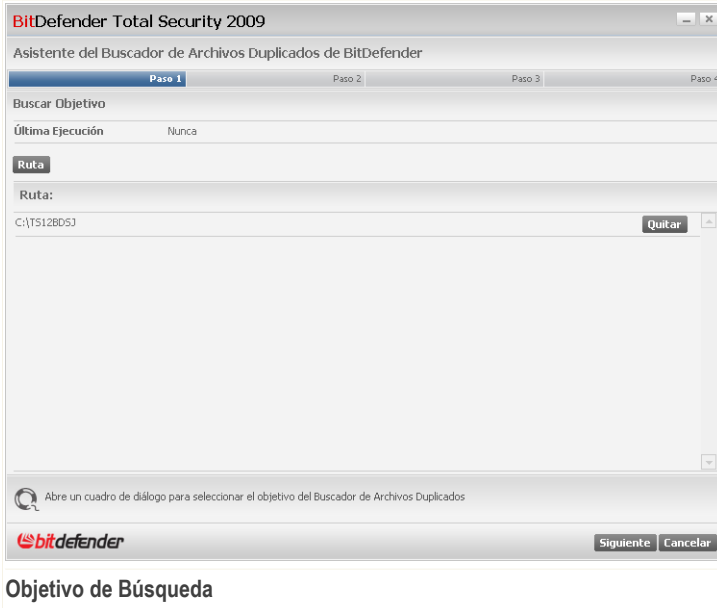 BitDefender Total Security 2009
Asistente del Buscador de Archivos Duplicados de BitDefender
Paso 1 Paso 2 Paso 3 Paso 4
Buscar Objetivo
Última Ejecución Nunca
Ruta
Ruta:
C:\TS12BDSJ Quitar
Abre un cuadro de diálogo para seleccionar el objetivo del Buscador de Archivos Duplicados
bitdefender Siguiente Cancelar
Objetivo de Búsqueda